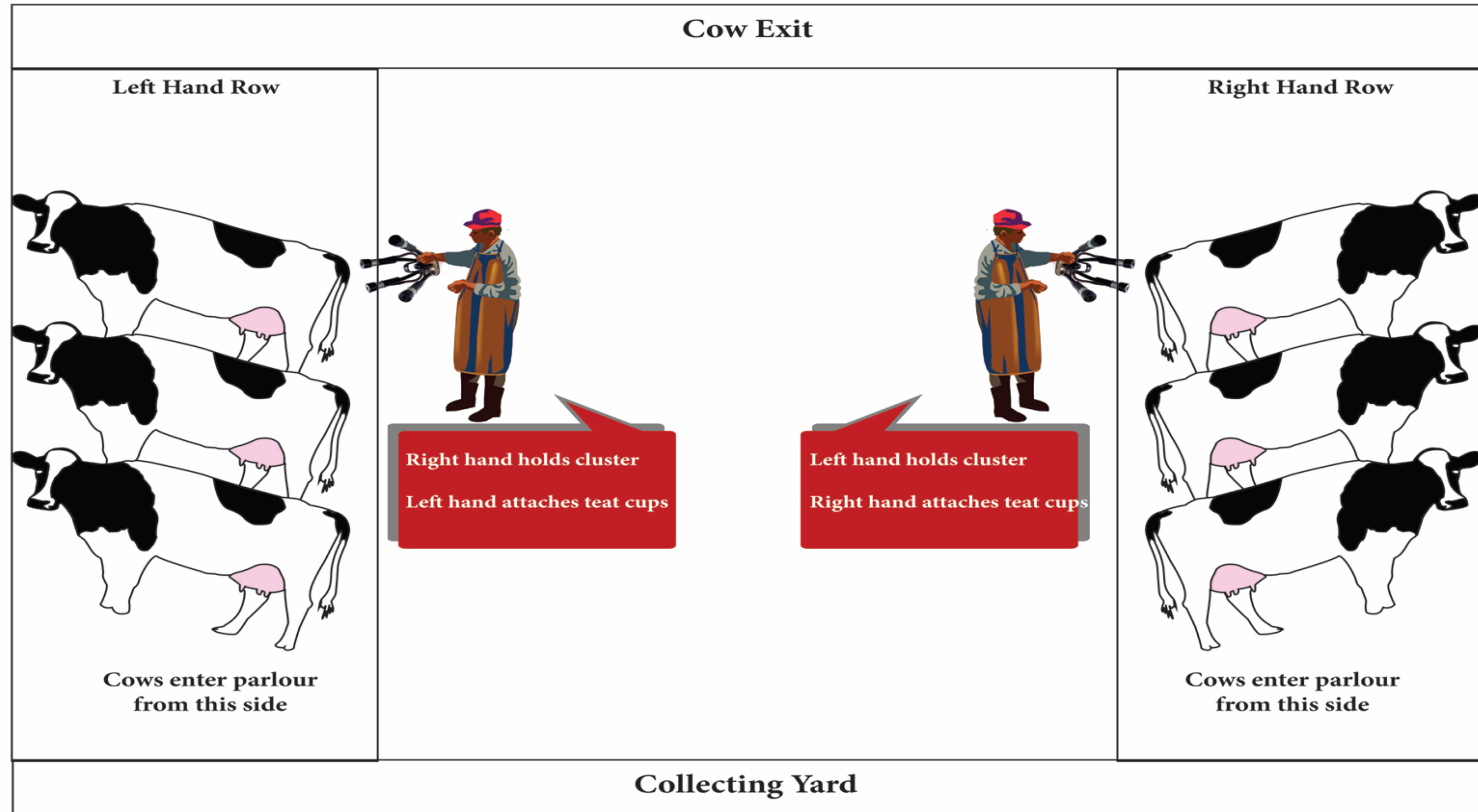 Cow Exit
Left Hand Row
Right Hand Row
Right hand holds cluster
Left hand attaches teat cups
Left hand holds cluster
Right hand attaches teat cups
Cows enter parlour
from this side
Cows enter parlour
from this side
Collecting Yard